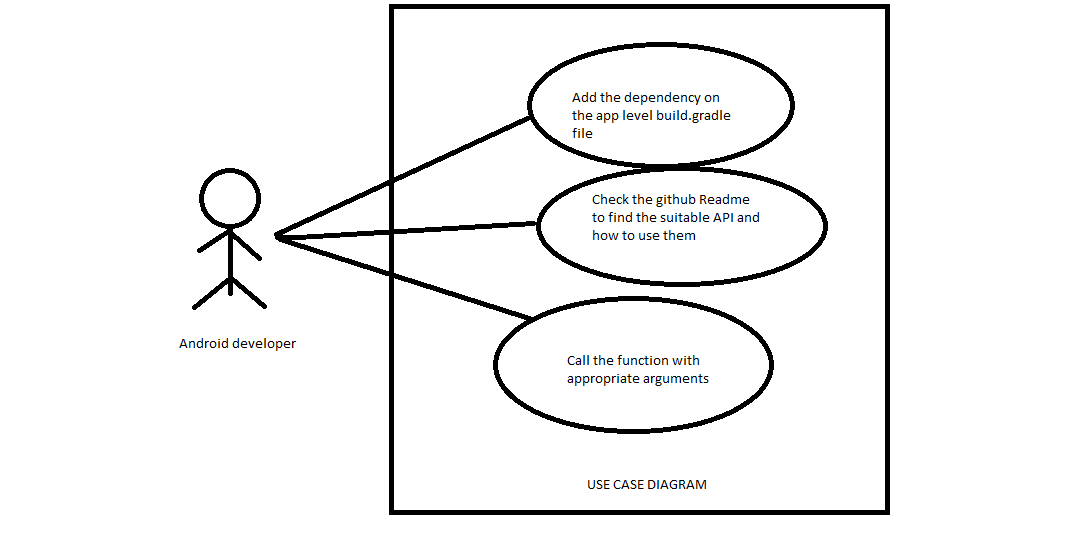 Add the dependency on
the app level build.gradle
file
Check the github Readme
to find the suitable API and
how to use them
Android developer
Call the function with
appropriate arguments
USE CASE DIAGRAM